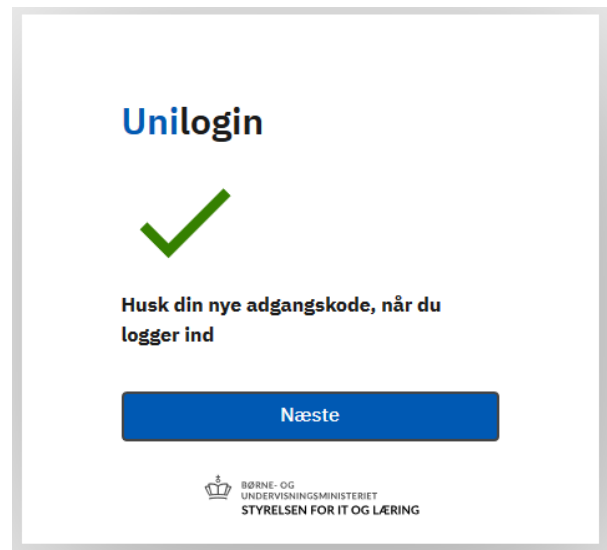 Unilogin
Husk din nye adgangskode, når du
logger ind
Næste
BØRNE- OG
UNDERVISNINGSMINISTERIET
STYRELSEN FOR IT OG LÆRING